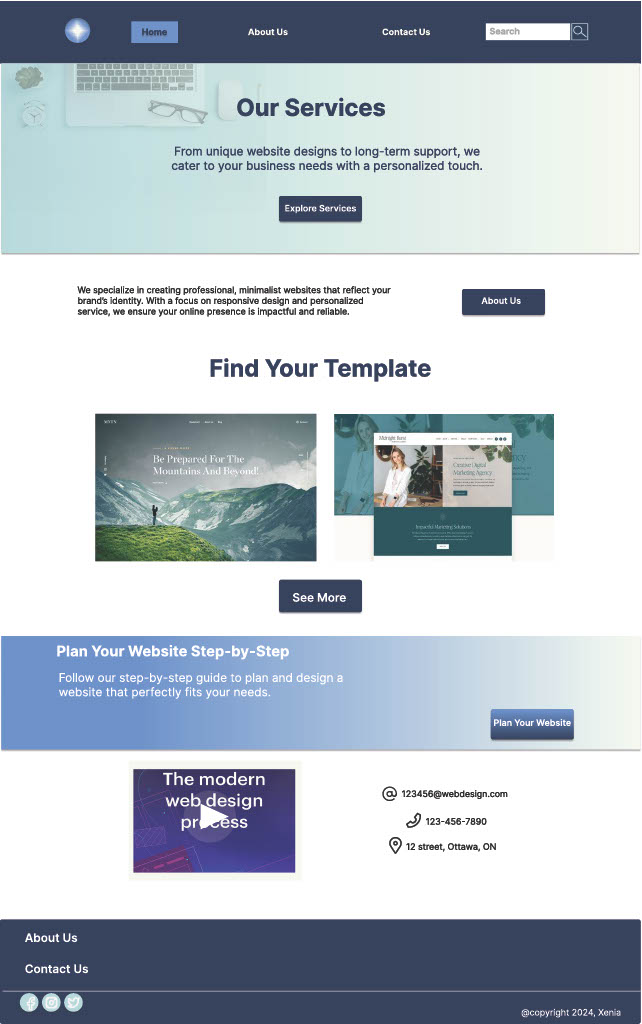 Home
About Us
Contact Us
Search
Our Services
From unique website designs to long-term support, we
cater to your business needs with a personalized touch.
Explore Services
We specialize in creating professional, minimalist websites that reflect your
brand's identity. With a focus on responsive design and personalized
service, we ensure your online presence is impactful and reliable.
About Us
Find Your Template
Be Prepared For The
Mountains And Beyond!
Midnight Muse
Creative Digital
Marketing Agency
Impactful Marketing Solutions
See More
Plan Your Website Step-by-Step
Follow our step-by-step guide to plan and design a
website that perfectly fits your needs.
Plan Your Website
The modern
web design
process
123456@webdesign.com
123-456-7890
12 street, Ottawa, ON
About Us
Contact Us
@copyright 2024, Xenia